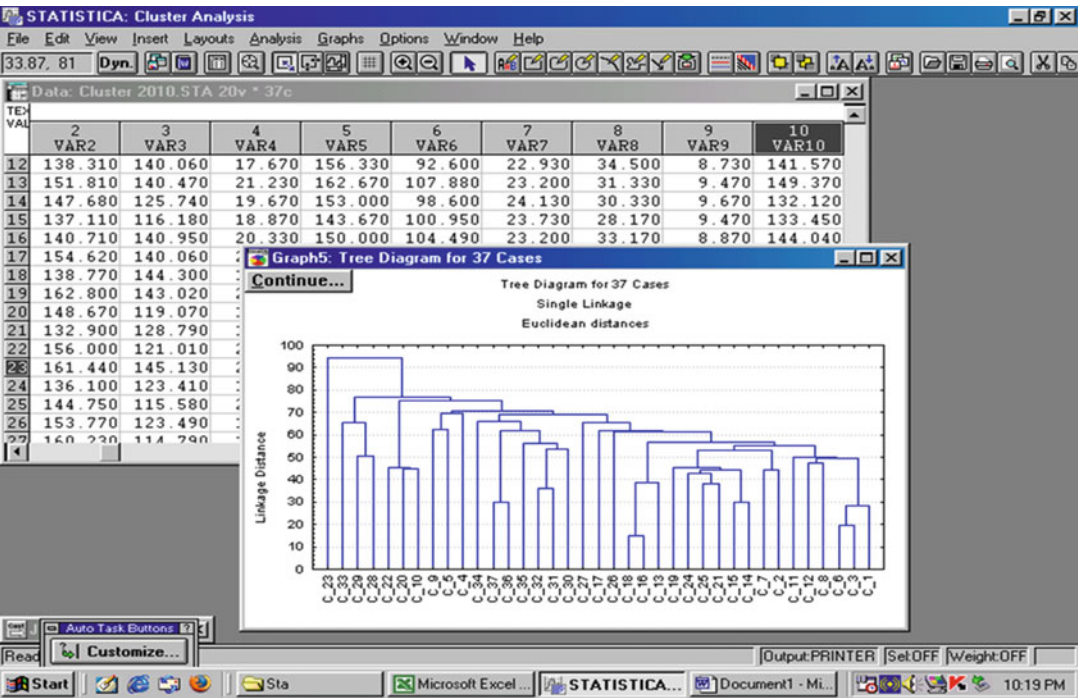 STATISTICA: Cluster Analysis
File Edit View Insert Layouts Analysis Graphs Options Window Help
33.87, 81 Dyn.
Data: Cluster 2010.STA 20v * 37c
TEX
VAL
2 3 4 5 6 7 8 9 10
VAR2 VAR3 VAR4 VAR5 VAR6 VAR7 VAR8 VAR9 VAR10
12 138.310 140.060 17.670 156.330 92.600 22.930 34.500 8.730 141.570
13 151.810 140.470 21.230 162.670 107.880 23.200 31.330 9.470 149.370
14 147.680 125.740 19.670 153.000 98.600 24.130 30.330 9.670 132.120
15 137.110 116.180 18.870 143.670 100.950 23.730 28.170 9.470 133.450
16 140.710 140.950 20.330 150.000 104.490 23.200 33.170 8.870 144.040
17 154.620 140.060
18 138.770 144.300
19 162.800 143.020
20 148.670 119.070
21 132.900 128.790
22 156.000 121.010
23 161.440 145.130
24 136.100 123.410
25 144.750 115.580
26 153.770 123.490
27 160.230 114.790
Graph5: Tree Diagram for 37 Cases
Continue...
Tree Diagram for 37 Cases
Single Linkage
Euclidean distances
Linkage Distance
100
90
80
70
60
50
40
30
20
10
0
C_23 C_33 C_29 C_28 C_22 C_20 C_10 C_9 C_5 C_4 C_34 C_37 C_36 C_35 C_32 C_31 C_30 C_27 C_17 C_26 C_18 C_16 C_13 C_19 C_24 C_25 C_21 C_15 C_14 C_7 C_2 C_11 C_12 C_8 C_6 C_3 C_1
Auto Task Buttons ?
Customize...
Read
Output:PRINTER Sel:OFF Weight:OFF
Start Sta Microsoft Excel ... STATISTICA... Document1 - Mi... 10:19 PM